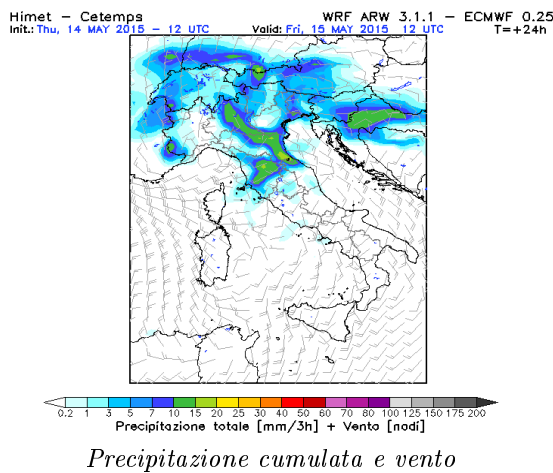 Himet – Cetemps WRF ARW 3.1.1 – ECMWF 0.25
Init.: Thu, 14 MAY 2015 – 12 UTC Valid: Fri, 15 MAY 2015 12 UTC T=+24h
0.2 1 3 5 7 10 15 20 25 30 40 50 60 70 80 100 125 150 175 200
Precipitazione totale [mm/3h] + Vento [nodi]
Precipitazione cumulata e vento